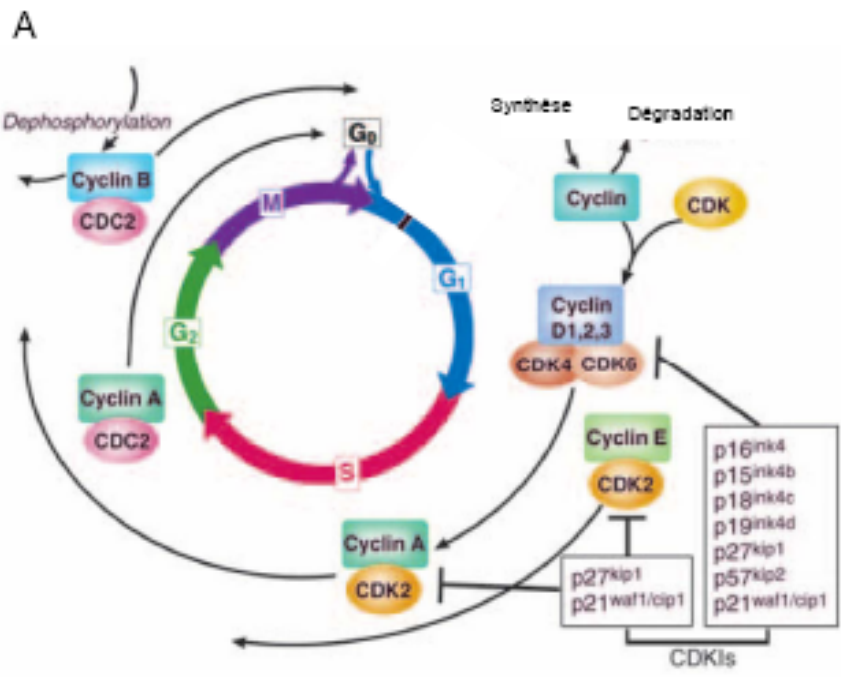 A
Dephosphorylation
Cyclin B
CDC2
G0
M
G1
G2
S
Cyclin A
CDC2
Synthèse
Dégradation
Cyclin
CDK
Cyclin
D1,2,3
CDK4 CDK6
Cyclin E
CDK2
Cyclin A
CDK2
p27kip1
p21waf1/cip1
p16ink4
p15ink4b
p18ink4c
p19ink4d
p27kip1
p57kip2
p21waf1/cip1
CDKIs